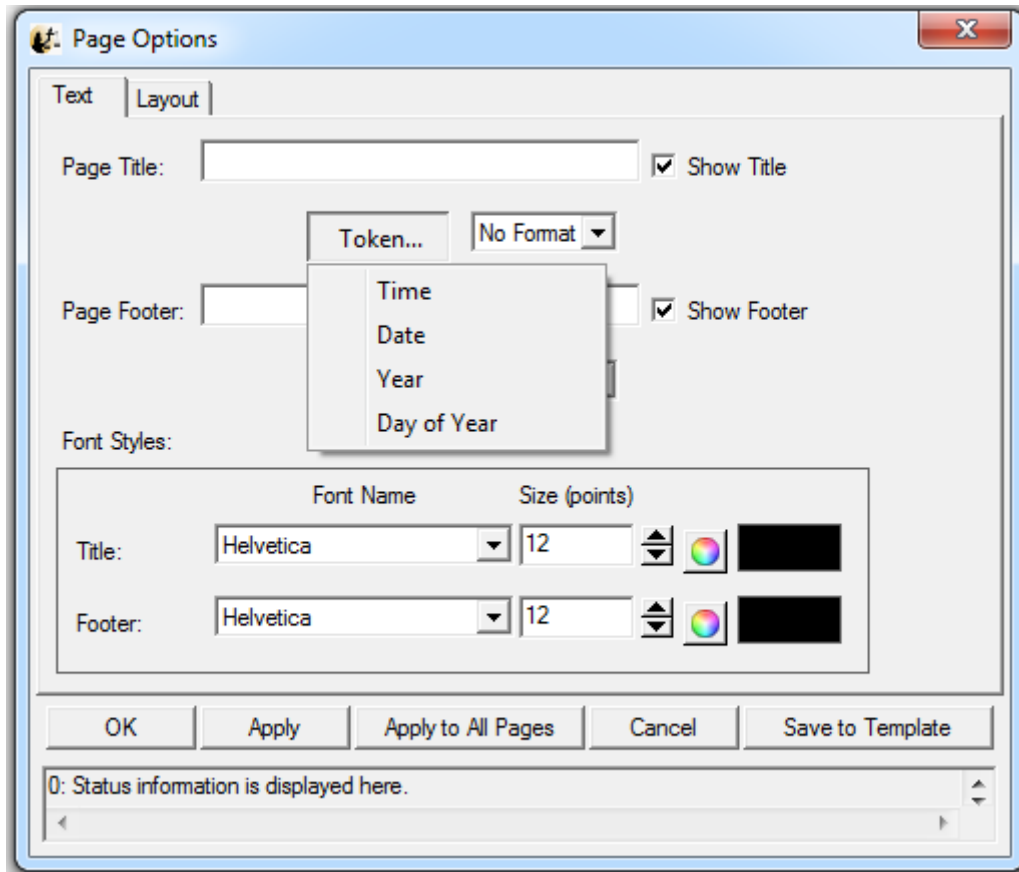 Page Options
Text Layout
Page Title: Show Title
Token... No Format
Time
Page Footer: Show Footer
Date
Year
Day of Year
Font Styles:
Font Name Size (points)
Title: Helvetica 12
Footer: Helvetica 12
OK Apply Apply to All Pages Cancel Save to Template
0: Status information is displayed here.